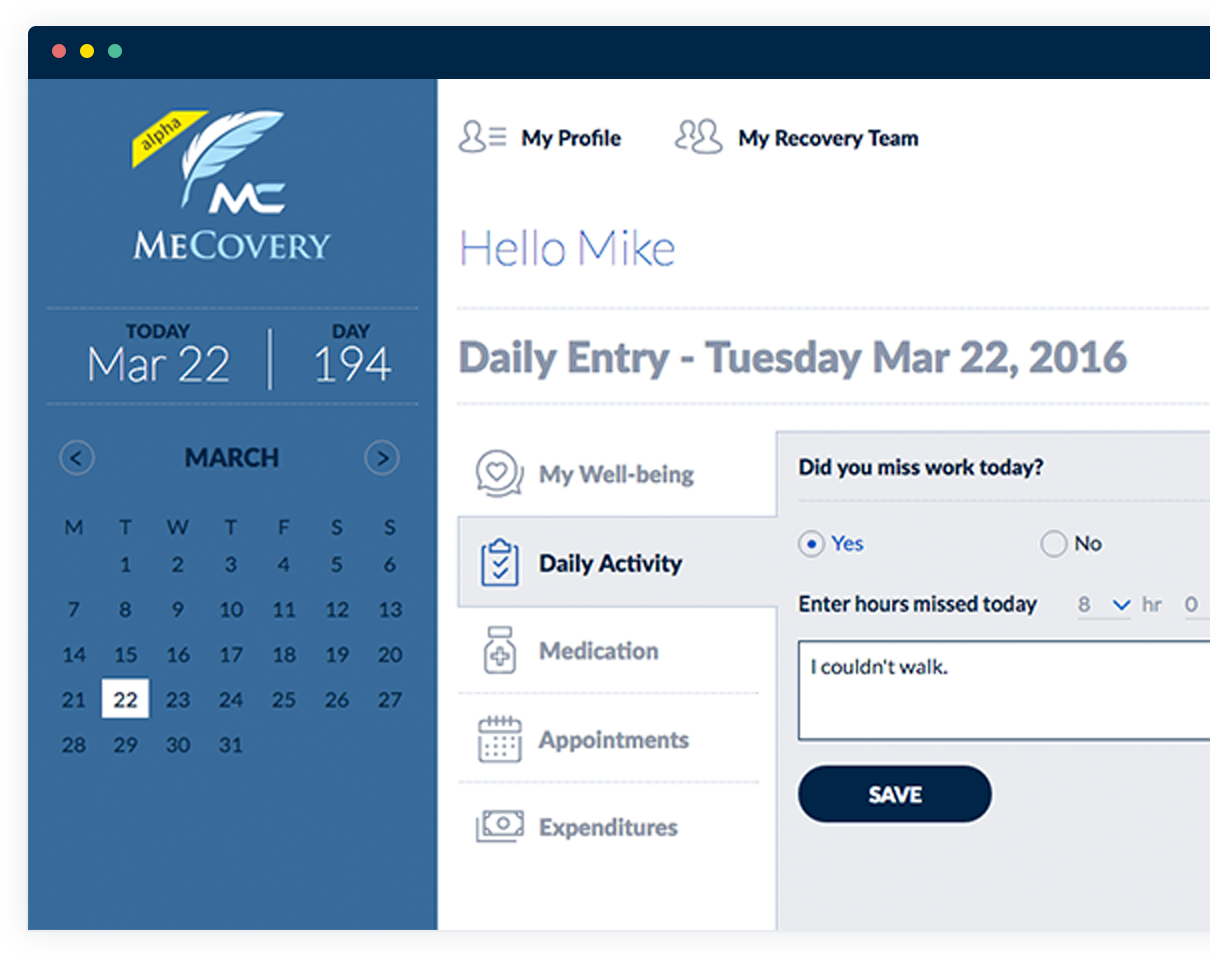 alpha
MC
MECOVERY
TODAY DAY
Mar 22 194
< MARCH >
M T W T F S S
1 2 3 4 5 6
7 8 9 10 11 12 13
14 15 16 17 18 19 20
21 22 23 24 25 26 27
28 29 30 31
My Profile My Recovery Team
Hello Mike
Daily Entry - Tuesday Mar 22, 2016
My Well-being
Daily Activity
Medication
Appointments
Expenditures
Did you miss work today?
Yes No
Enter hours missed today 8 hr 0
I couldn't walk.
SAVE